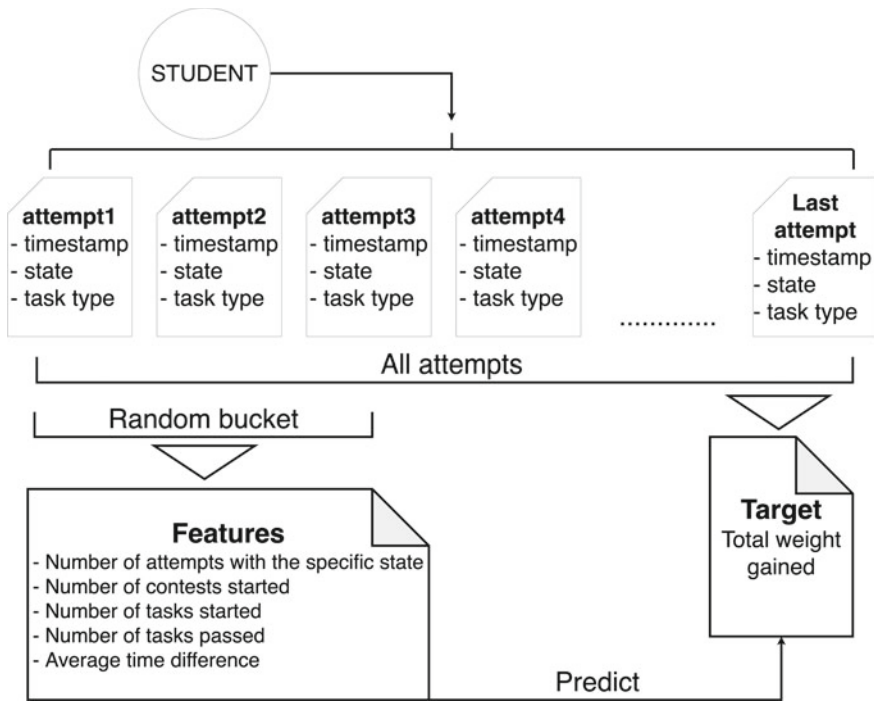 STUDENT
attempt1
- timestamp
- state
- task type
attempt2
- timestamp
- state
- task type
attempt3
- timestamp
- state
- task type
attempt4
- timestamp
- state
- task type
..............
Last
attempt
- timestamp
- state
- task type
All attempts
Random bucket
Features
- Number of attempts with the specific state
- Number of contests started
- Number of tasks started
- Number of tasks passed
- Average time difference
Target
Total weight
gained
Predict